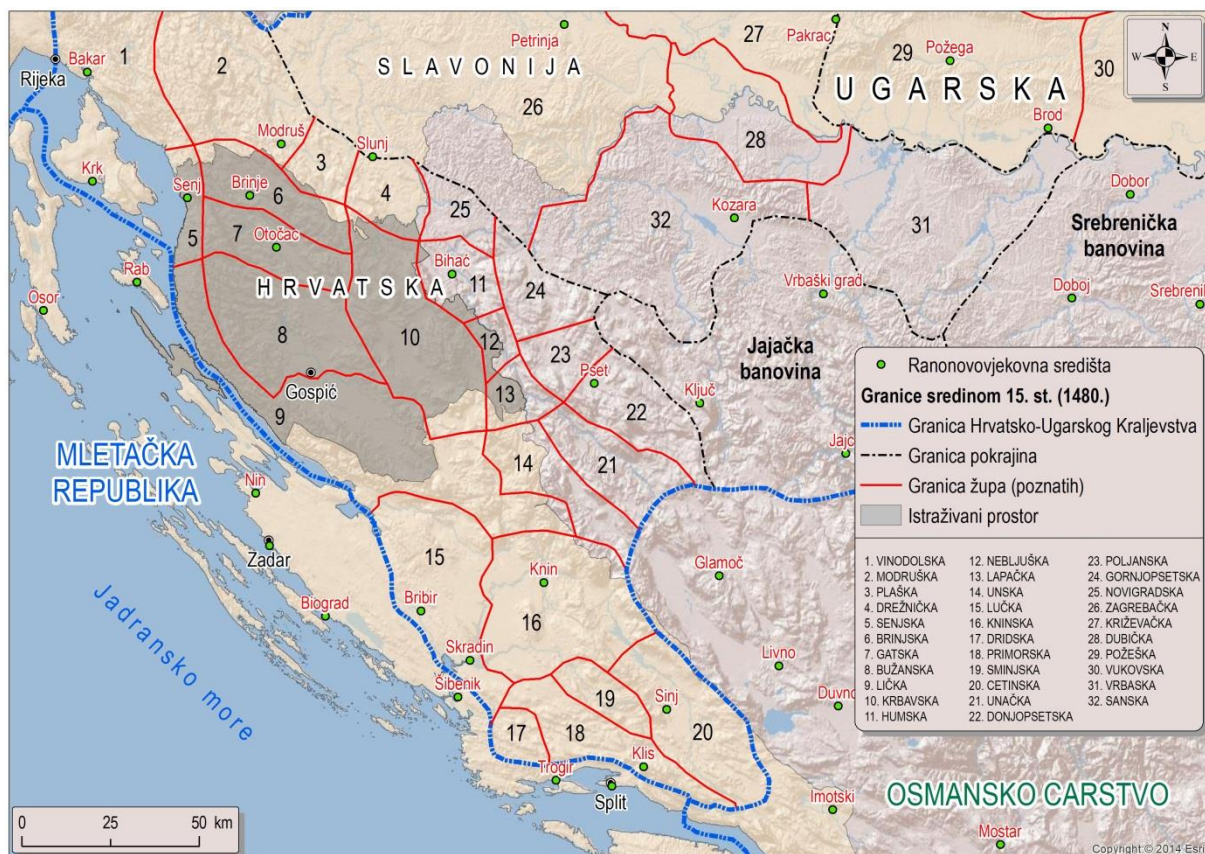 1
2
Bakar
Rijeka
Petrinja
27
Pakrac
29
Požega
30
N
W
E
S
SLAVONIJA
26
UGARSKA
Brod
Modruš
3
Slunj
28
4
Krk
Senj
Brinje
6
5
7
Otočac
25
Kozara
32
31
Dobor
Srebrenička
banovina
HRVATSKA
Bihać
11
24
Rab
Osor
Vrbaški grad
Doboj
8
10
12
23
Pset
Jajačka
banovina
Gospić
13
22
Ključ
9
14
21
MLETAČKA
REPUBLIKA
Nin
Zadar
15
Glamoč
Knin
Biograd
Bribir
16
Jadransko more
Skradin
Šibenik
Livno
19
Sinj
20
Duvno
17
18
Klis
Trogir
Split
Imotski
OSMANSKO CARSTVO
Mostar
0 25 50 km
Ranonovovjekovna središta
Granice sredinom 15. st. (1480.)
Granica Hrvatsko-Ugarskog Kraljevstva
Granica pokrajina
Granica župa (poznatih)
Istraživani prostor
1. VINODOLSKA
2. MODRUŠKA
3. PLAŠKA
4. DREŽNIČKA
5. SENJSKA
6. BRINJSKA
7. GATSKA
8. BUŽANSKA
9. LIČKA
10. KRBAVSKA
11. HUMSKA
12. NEBLJUŠKA
13. LAPAČKA
14. UNSKA
15. LUČKA
16. KNINSKA
17. DRIDSKA
18. PRIMORSKA
19. SMINJSKA
20. CETINSKA
21. UNAČKA
22. DONJOPSETSKA
23. POLJANSKA
24. GORNJOPSETSKA
25. NOVIGRADSKA
26. ZAGREBAČKA
27. KRIŽEVAČKA
28. DUBIČKA
29. POŽEŠKA
30. VUKOVSKA
31. VRBASKA
32. SANSKA
Copyright:© 2014 Esri